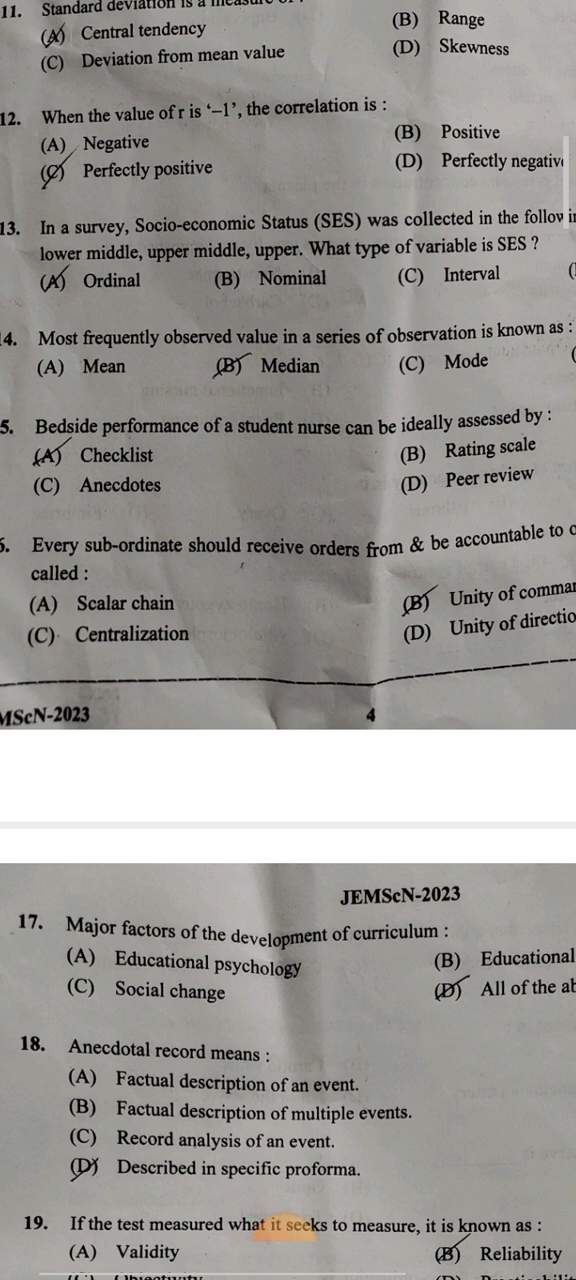 11. Standard deviation is a measure of
(A) Central tendency (B) Range
(C) Deviation from mean value (D) Skewness
12. When the value of r is ‘–1’, the correlation is :
(A) Negative (B) Positive
(C) Perfectly positive (D) Perfectly negativ
13. In a survey, Socio-economic Status (SES) was collected in the follow in
lower middle, upper middle, upper. What type of variable is SES ?
(A) Ordinal (B) Nominal (C) Interval
4. Most frequently observed value in a series of observation is known as :
(A) Mean (B) Median (C) Mode
5. Bedside performance of a student nurse can be ideally assessed by :
(A) Checklist (B) Rating scale
(C) Anecdotes (D) Peer review
Every sub-ordinate should receive orders from & be accountable to o
called :
(A) Scalar chain (B) Unity of comman
(C) Centralization (D) Unity of directio
MScN-2023 4
JEMScN-2023
17. Major factors of the development of curriculum :
(A) Educational psychology (B) Educational
(C) Social change (D) All of the ab
18. Anecdotal record means :
(A) Factual description of an event.
(B) Factual description of multiple events.
(C) Record analysis of an event.
(D) Described in specific proforma.
19. If the test measured what it seeks to measure, it is known as :
(A) Validity (B) Reliability